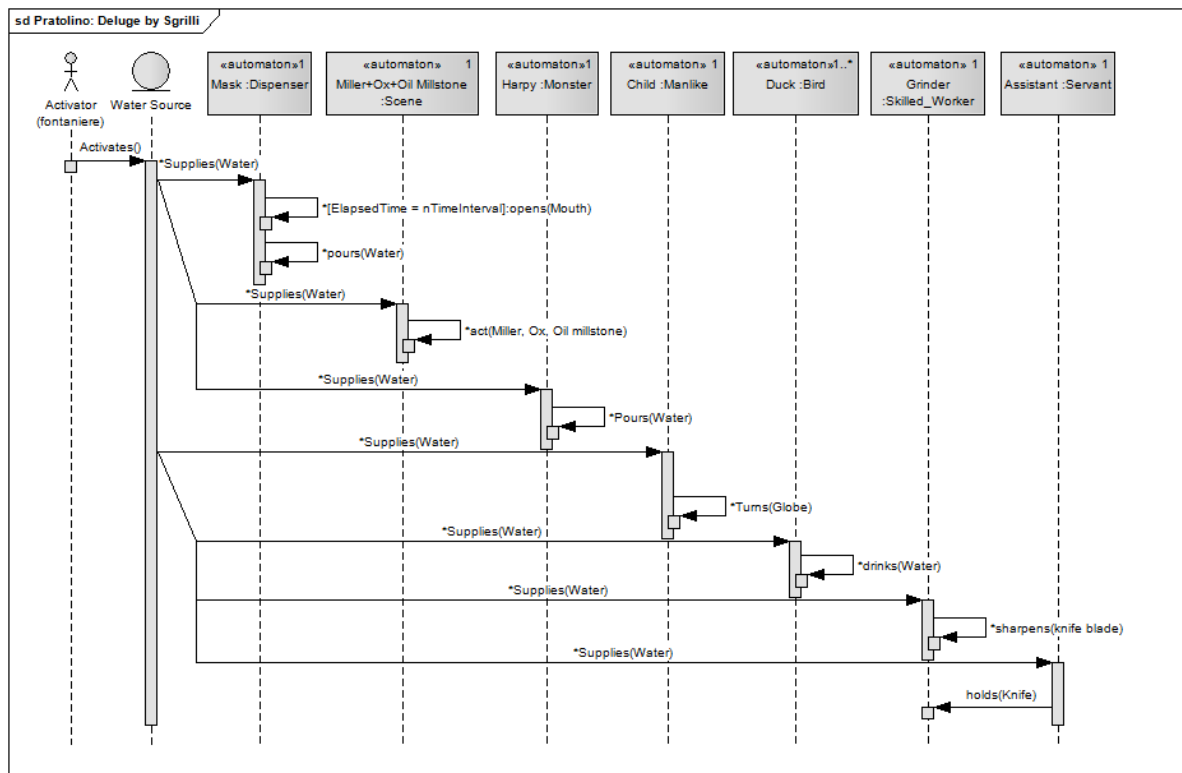 sd Pratolino: Deluge by Sgrilli
Activator
(fontaniere)
Water Source
«automaton»1
Mask :Dispenser
«automaton» 1
Miller+Ox+Oil Millstone
:Scene
«automaton»1
Harpy :Monster
«automaton» 1
Child :Manlike
«automaton»1..*
Duck :Bird
«automaton» 1
Grinder
:Skilled_Worker
«automaton» 1
Assistant :Servant
Activates()
*Supplies(Water)
*[ElapsedTime = nTimeInterval]:opens(Mouth)
*pours(Water)
*Supplies(Water)
*act(Miller, Ox, Oil millstone)
*Supplies(Water)
*Pours(Water)
*Supplies(Water)
*Turns(Globe)
*Supplies(Water)
*drinks(Water)
*Supplies(Water)
*sharpens(knife blade)
*Supplies(Water)
holds(Knife)